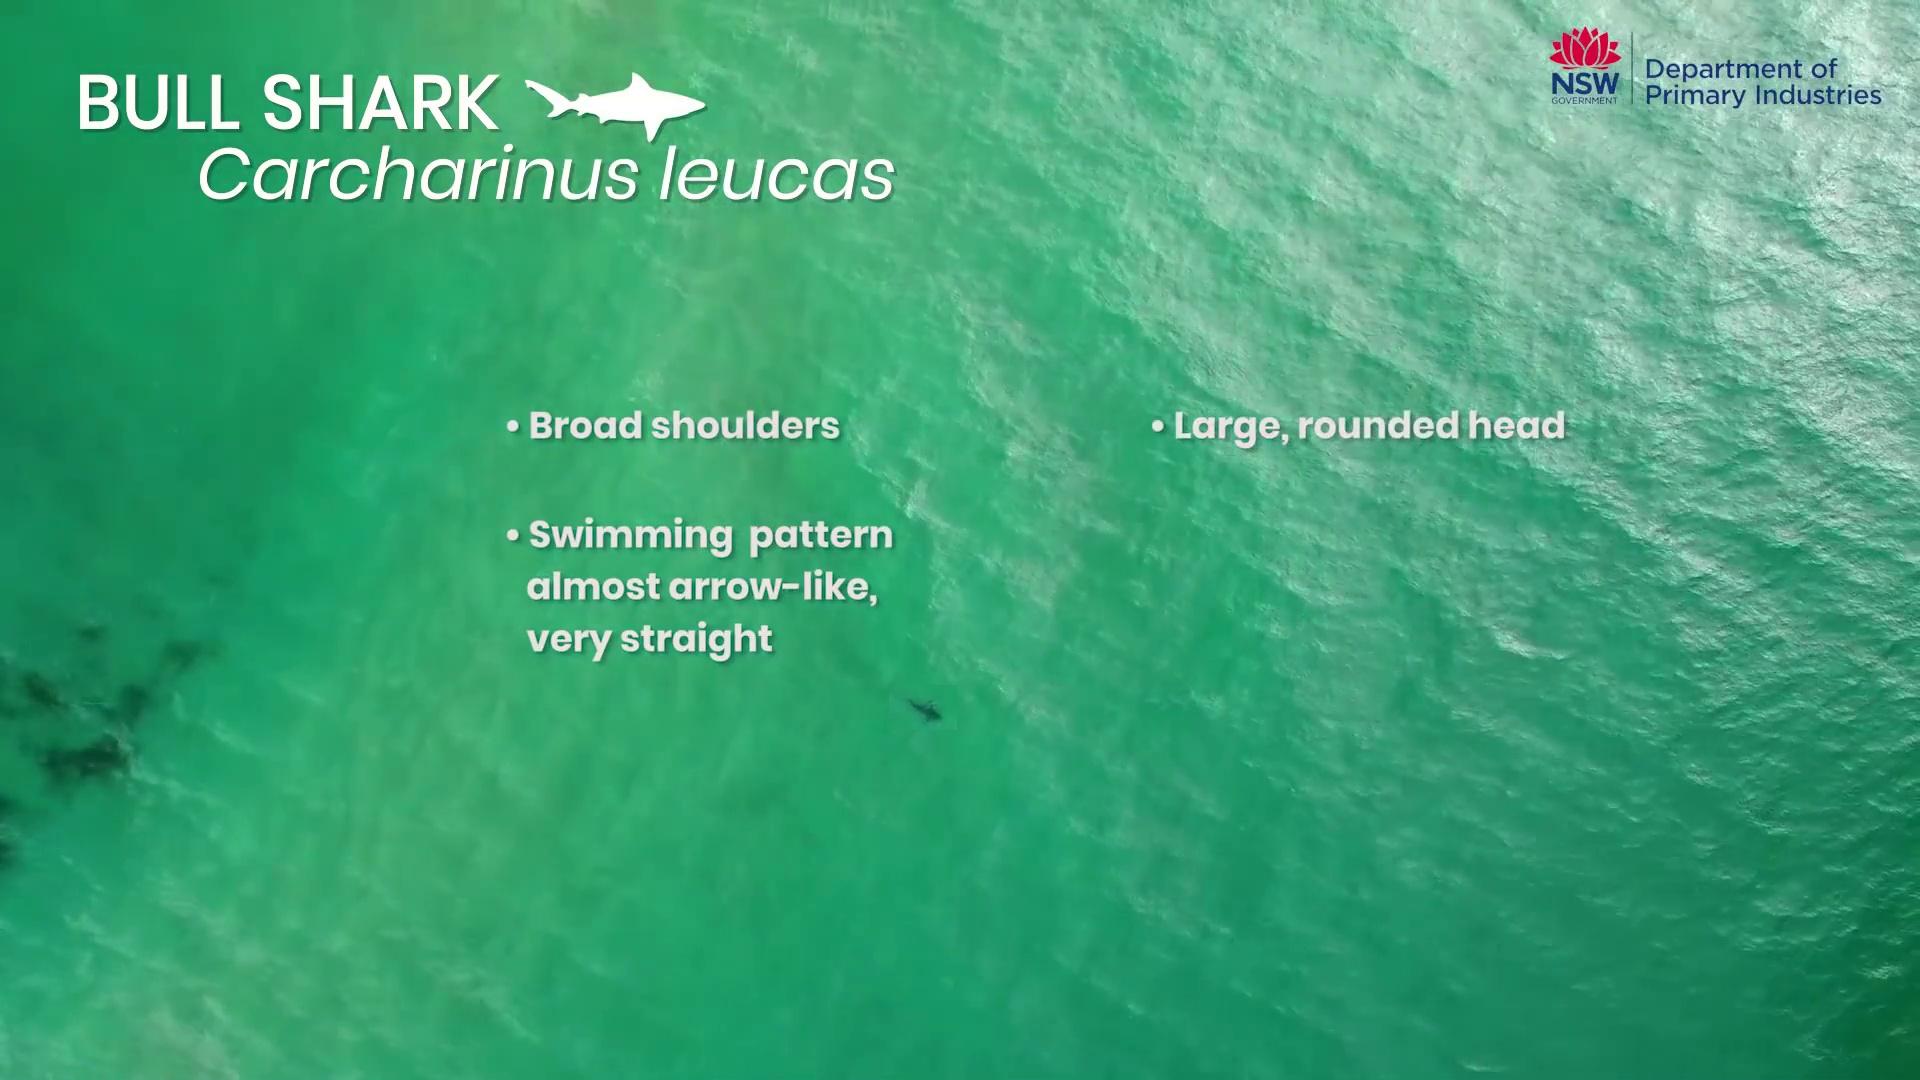 BULL SHARK
Carcharinus leucas
NSW
GOVERNMENT
Department of
Primary Industries
• Broad shoulders
• Swimming pattern
almost arrow-like,
very straight
• Large, rounded head